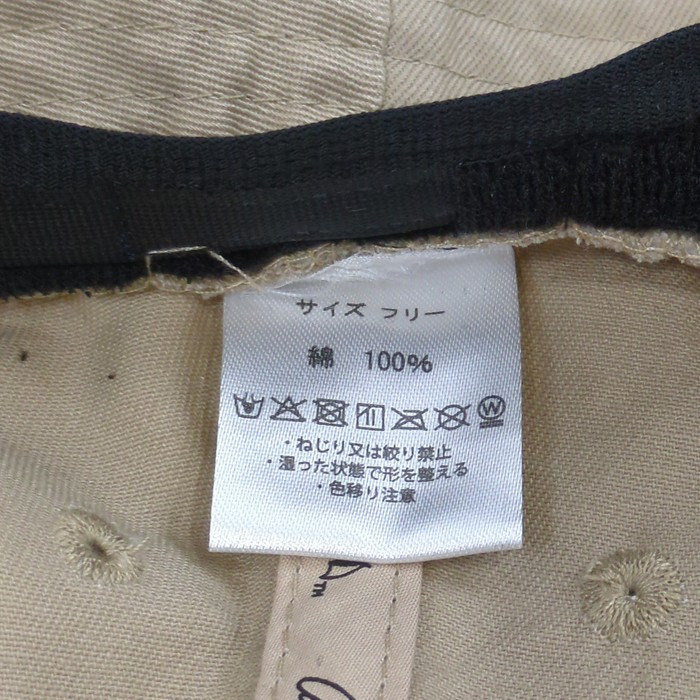 サイズ フリー
綿 100%
W
・ねじり又は絞り禁止
・湿った状態で形を整える
・色移り注意
TM